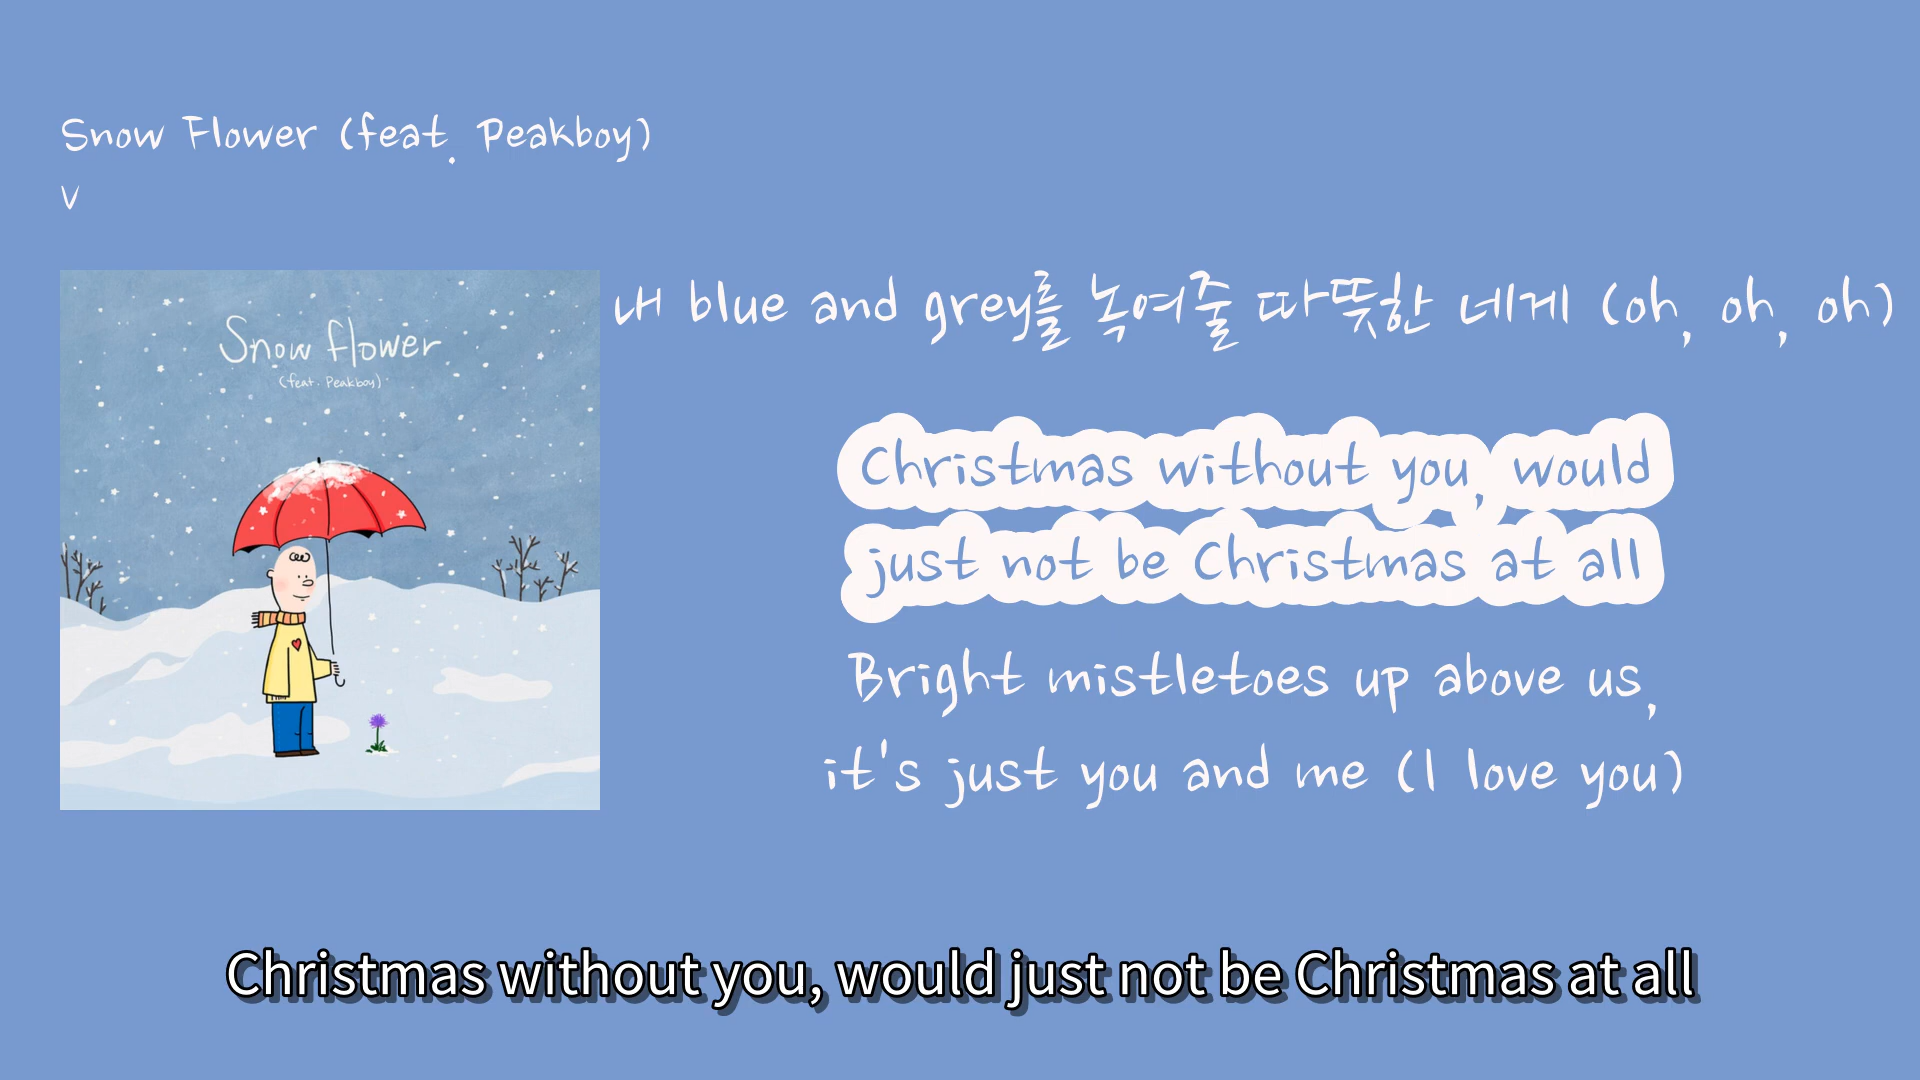 Snow Flower (feat. Peakboy)
V
Snow flower
(feat. Peakboy)
내 blue and grey를 녹여줄 따뜻한 네게 (oh, oh, oh)
Christmas without you, would
just not be Christmas at all
Bright mistletoes up above us,
it's just you and me (I love you)
Christmas without you, would just not be Christmas at all